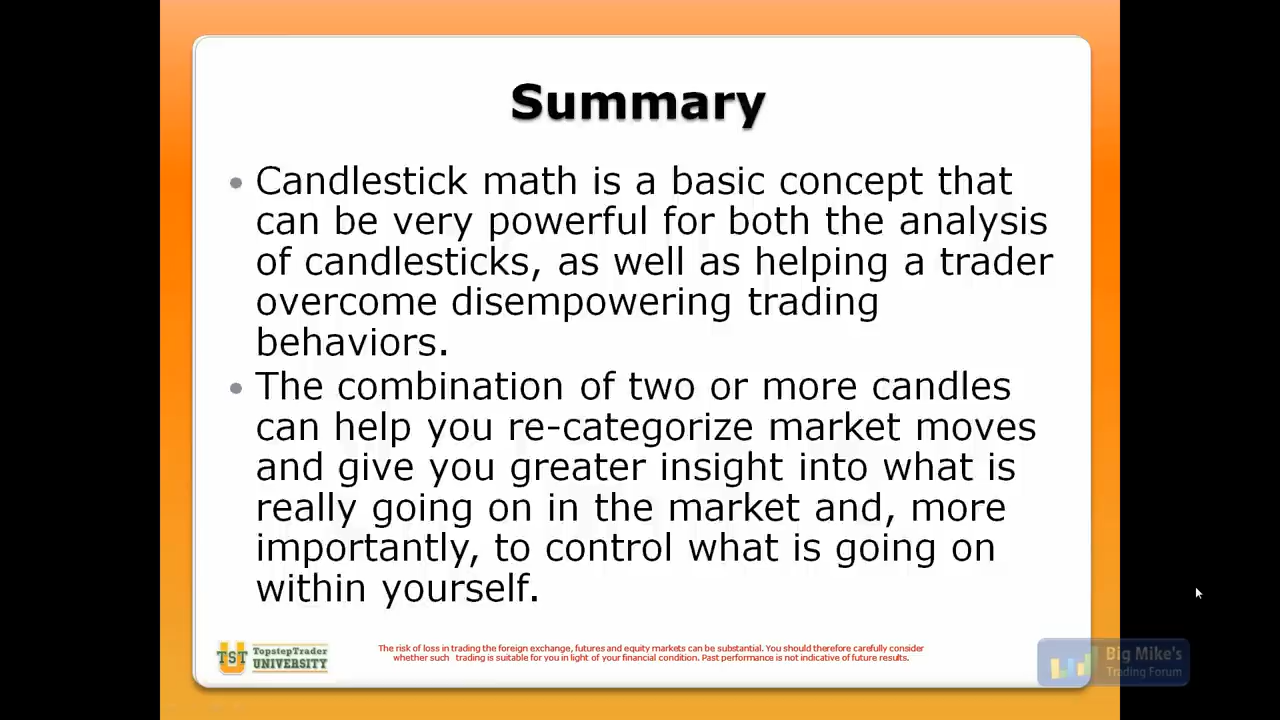 Summary
Candlestick math is a basic concept that
can be very powerful for both the analysis
of candlesticks, as well as helping a trader
overcome disempowering trading
behaviors.
The combination of two or more candles
can help you re-categorize market moves
and give you greater insight into what is
really going on in the market and, more
importantly, to control what is going on
within yourself.
U
TST
TopstepTrader
UNIVERSITY
The risk of loss in trading the foreign exchange, futures and equity markets can be substantial. You should therefore carefully consider
whether such trading is suitable for you in light of your financial condition. Past performance is not indicative of future results.
Big Mike's
Trading Forum